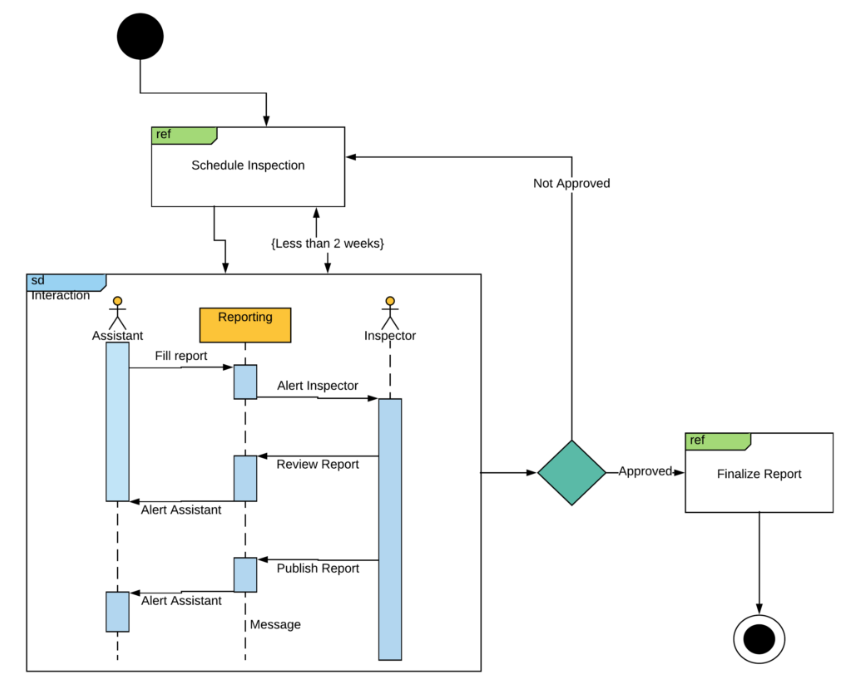 ref
Schedule Inspection
Not Approved
{Less than 2 weeks}
sd
Interaction
Assistant
Reporting
Inspector
Fill report
Alert Inspector
Review Report
Alert Assistant
Publish Report
Alert Assistant
Message
Approved
ref
Finalize Report